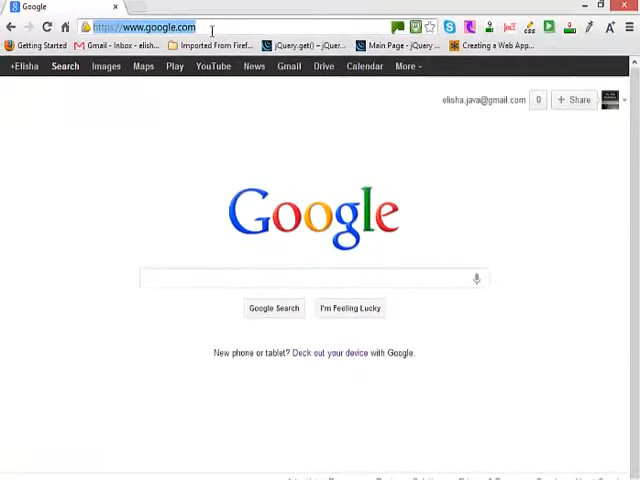 Google
https://www.google.com
Getting Started Gmail - Inbox - elish... Imported From Firef... jQuery.get() – jQuer... Main Page - jQuery ... Creating a Web App...
+Elisha Search Images Maps Play YouTube News Gmail Drive Calendar More
elisha.java@gmail.com 0 + Share
Google
Google Search I'm Feeling Lucky
New phone or tablet? Deck out your device with Google.